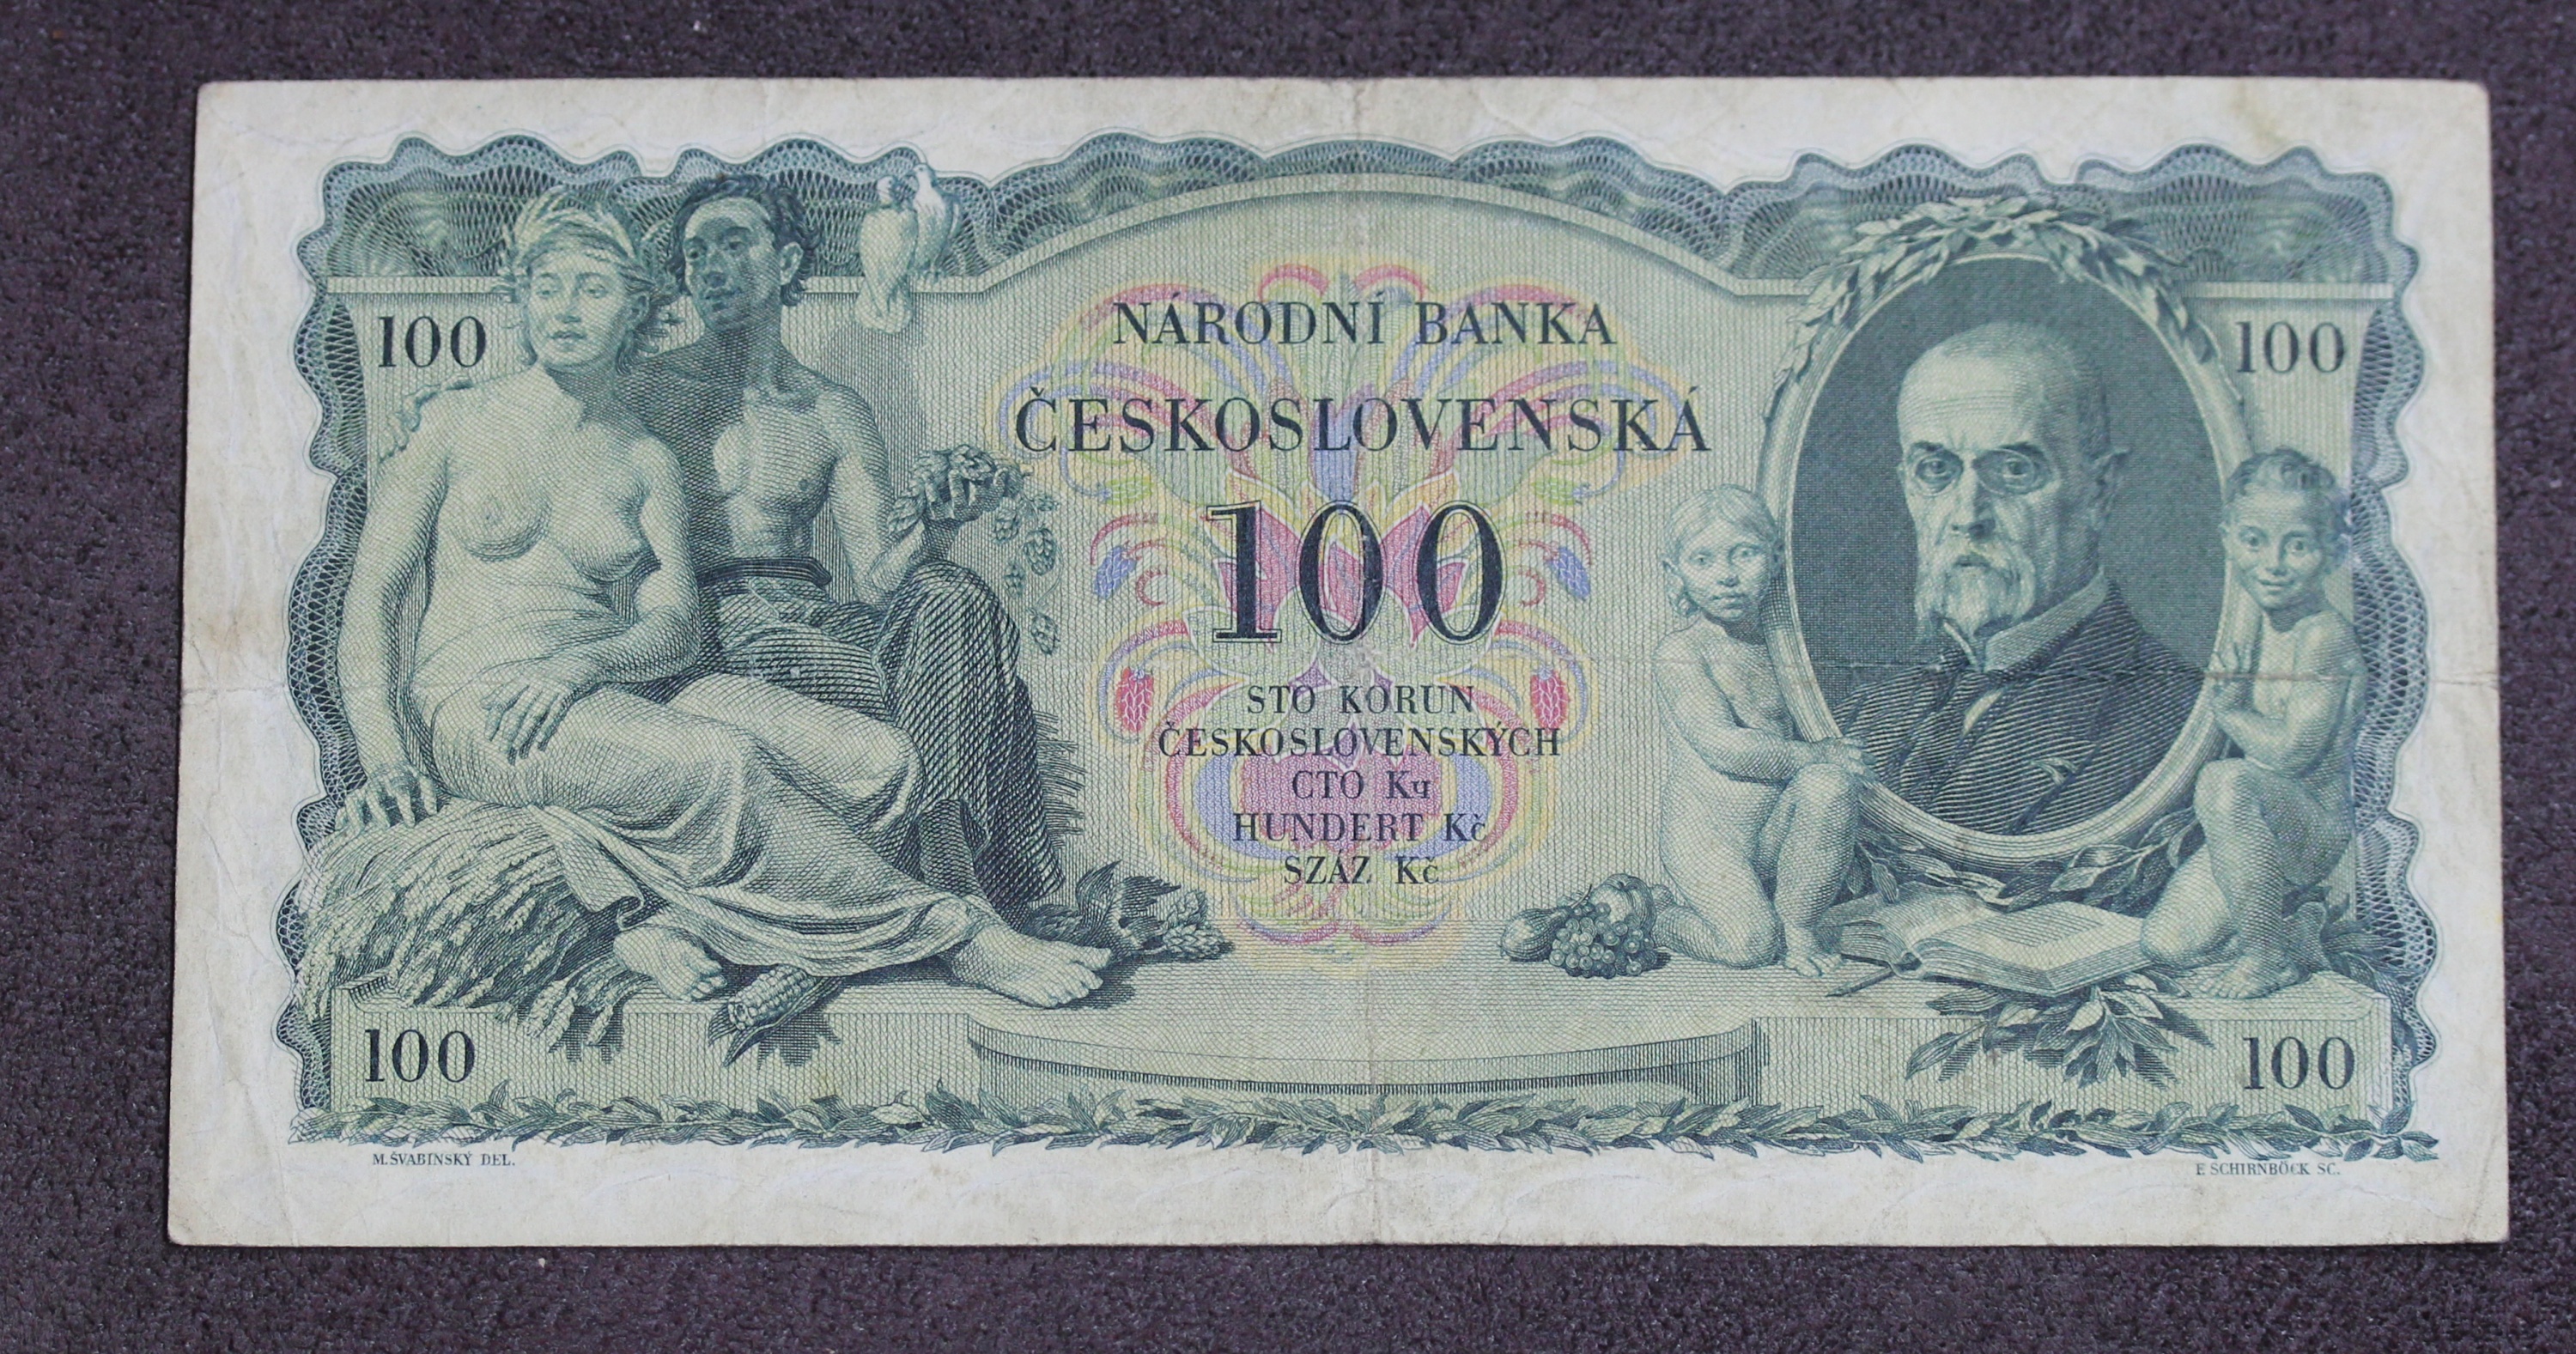 100
100
NÁRODNÍ BANKA
ČESKOSLOVENSKÁ
100
STO KORUN
ČESKOSLOVENSKÝCH
СТО Кч
HUNDERT Kč
SZÁZ Kč
100
100
M. ŠVABINSKÝ DEL.
F. SCHIRNBÖCK SC.